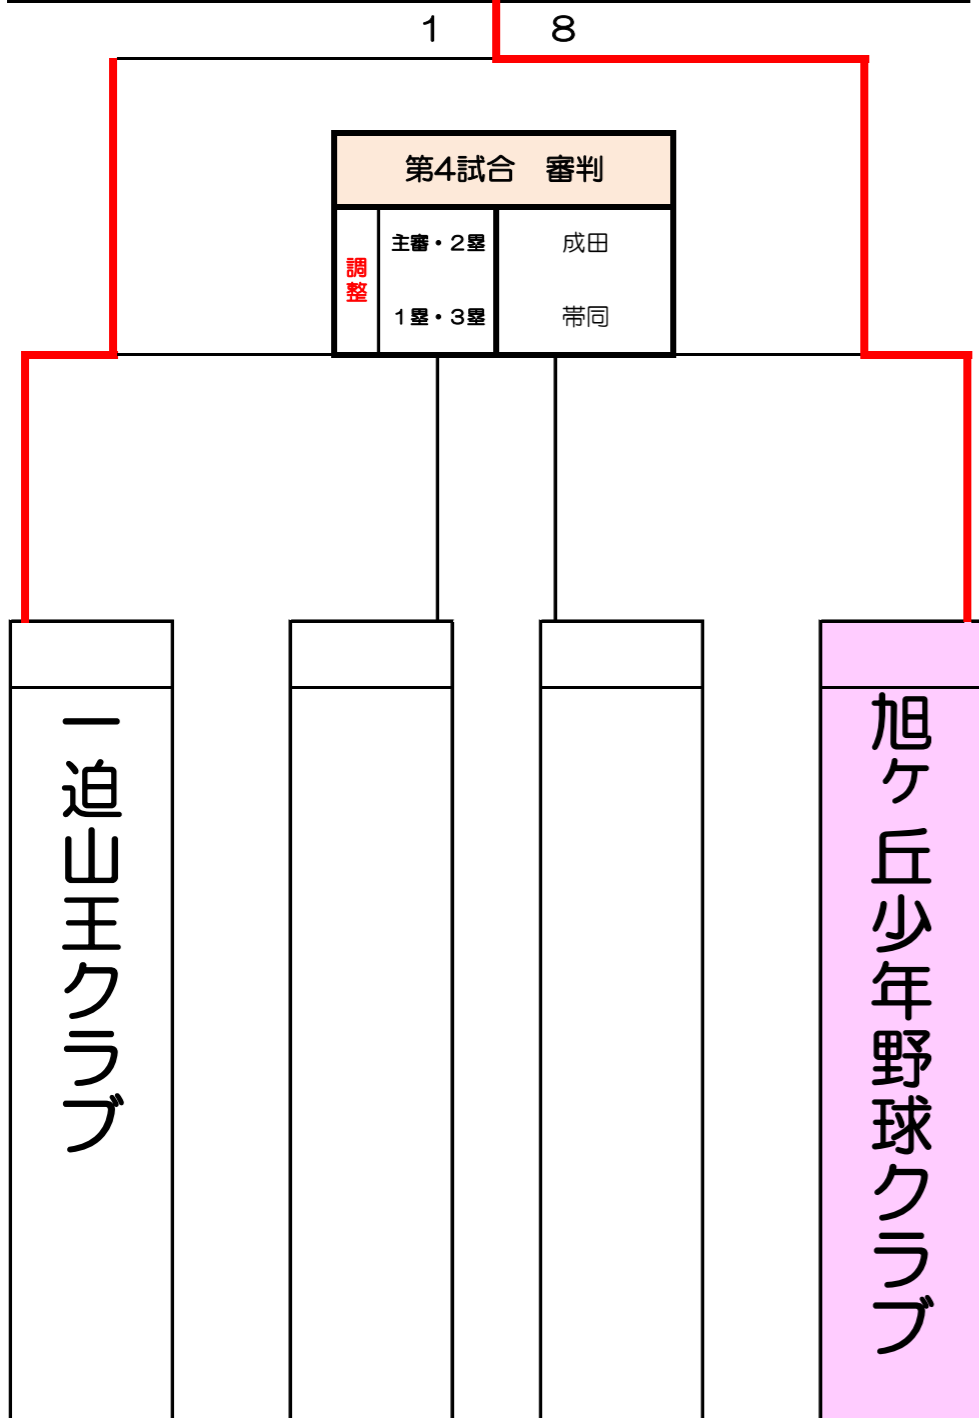 1 8
第4試合 審判
調整
主審・2塁 成田
1塁・3塁 帯同
一迫山王クラブ
旭ケ丘少年野球クラブ